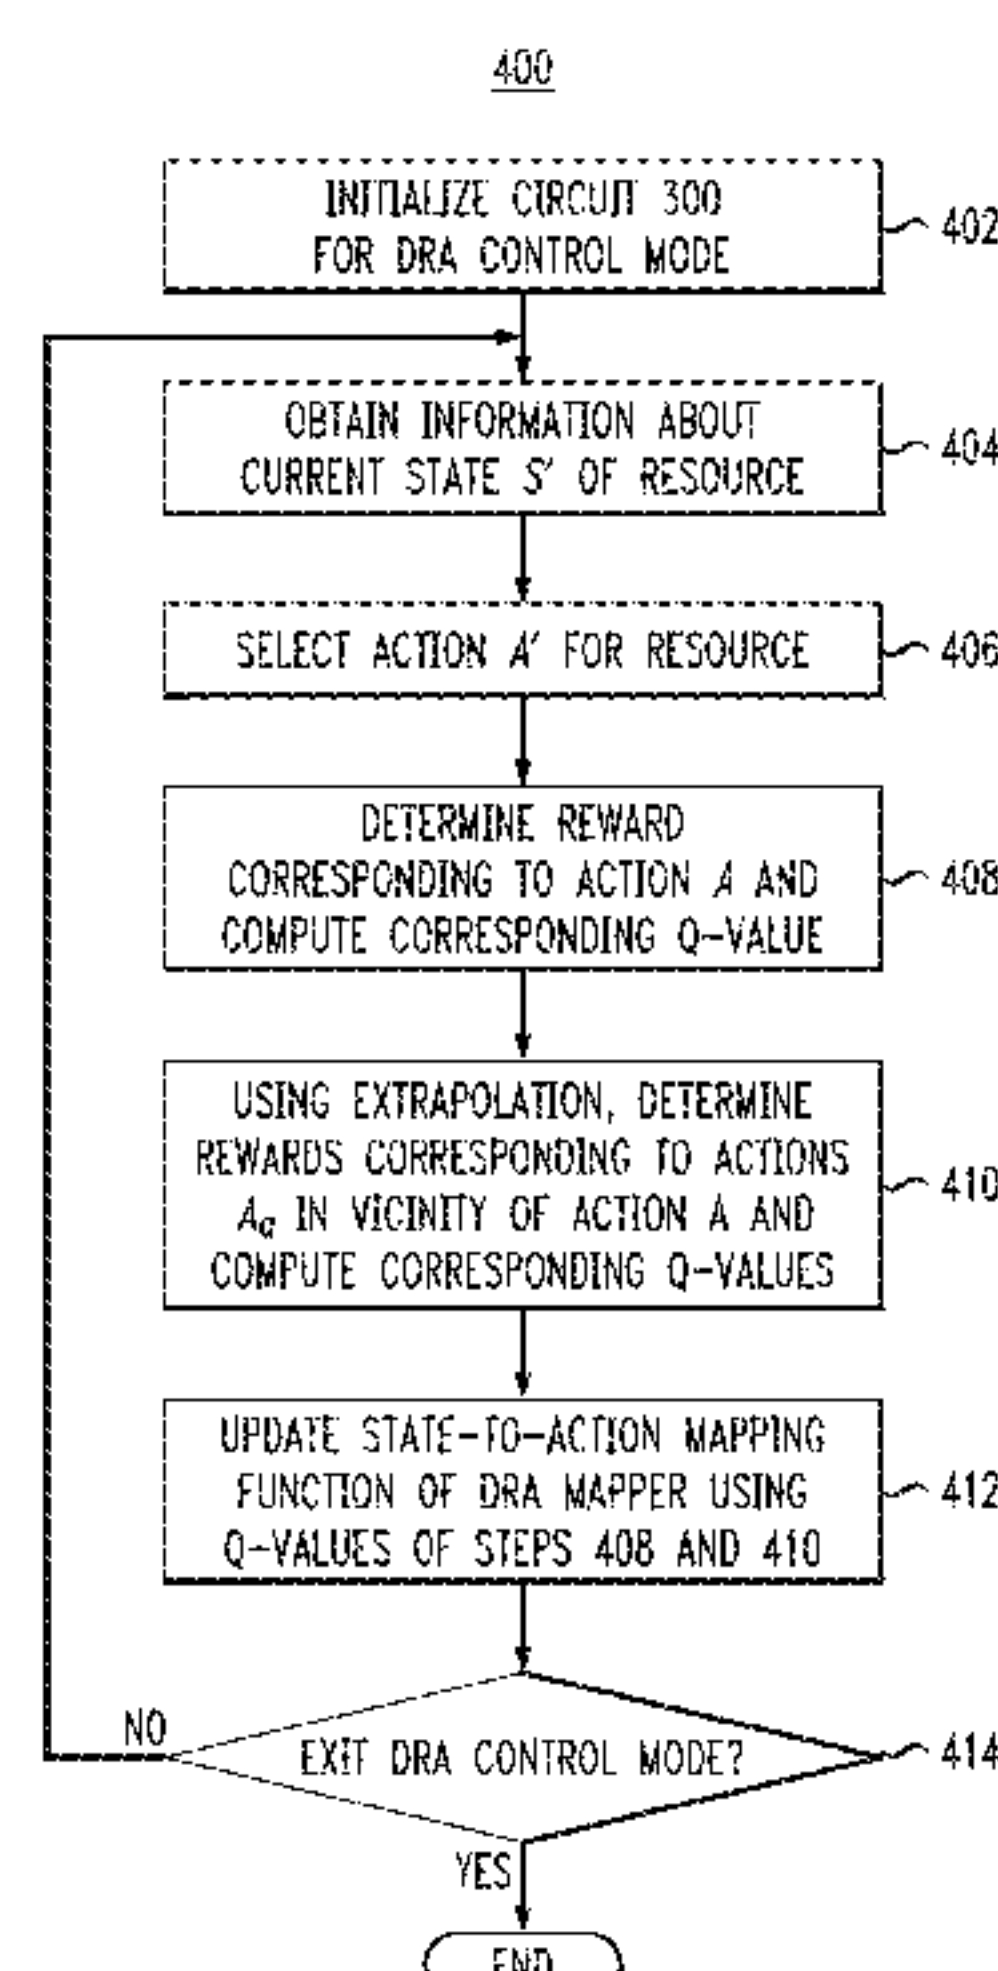 400
INITIALIZE CIRCUIT 300
FOR DRA CONTROL MODE
402
OBTAIN INFORMATION ABOUT
CURRENT STATE S′ OF RESOURCE
404
SELECT ACTION A′ FOR RESOURCE
406
DETERMINE REWARD
CORRESPONDING TO ACTION A AND
COMPUTE CORRESPONDING Q-VALUE
408
USING EXTRAPOLATION, DETERMINE
REWARDS CORRESPONDING TO ACTIONS
IN VICINITY OF ACTION A AND
COMPUTE CORRESPONDING Q-VALUES
410
UPDATE STATE-TO-ACTION MAPPING
FUNCTION OF DRA MAPPER USING
Q-VALUES OF STEPS 408 AND 410
412
NO
EXIT DRA CONTROL MODE?
414
YES
END